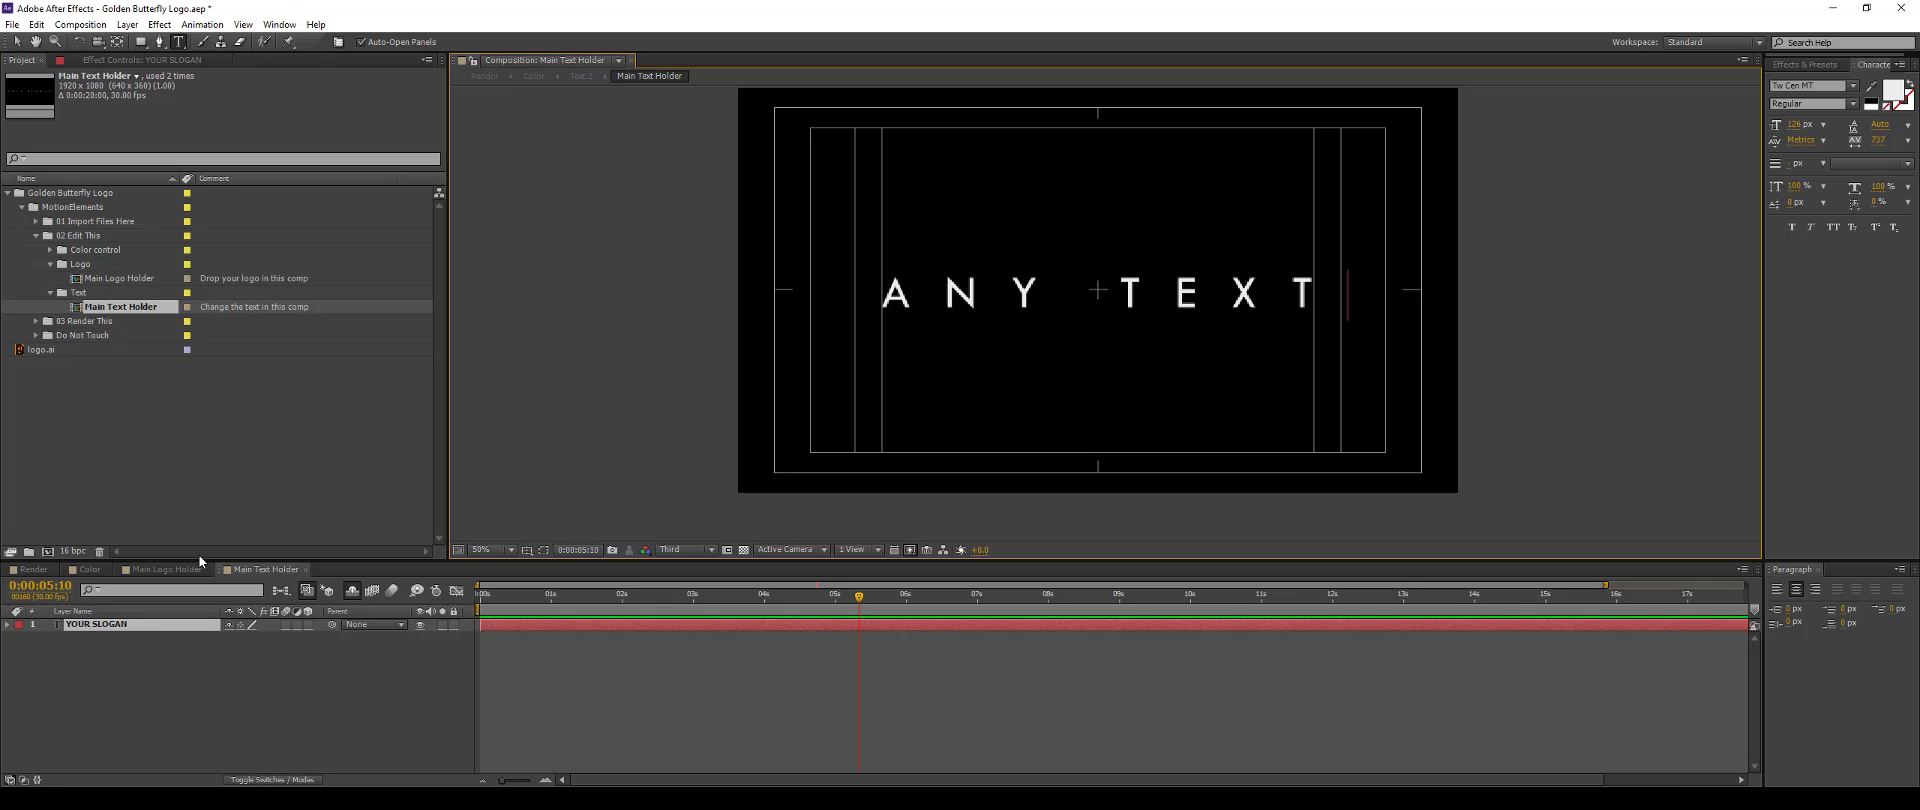 Ae Adobe After Effects - Golden Butterfly Logo.aep *
File Edit Composition Layer Effect Animation View Window Help
Auto-Open Panels
Workspace: Standard
Search Help
Project × Effect Controls: YOUR SLOGAN
Composition: Main Text Holder
Effects & Presets Characte
Main Text Holder , used 2 times
1920 x 1080 (640 x 360) (1.00)
Δ 0:00:20:00, 30.00 fps
Render Color Text 2 Main Text Holder
Tw Cen MT
Regular
126 px Auto
Metrics 737
- px
100 % 100 %
0 px 0 %
T T TT Tт T¹ T₁
Name Comment
Golden Butterfly Logo
MotionElements
01 Import Files Here
02 Edit This
Color control
Logo
Main Logo Holder Drop your logo in this comp
Text
Main Text Holder Change the text in this comp
03 Render This
Do Not Touch
logo.ai
ANY TEXT
16 bpc
50% 0:00:05:10 Third Active Camera 1 View +0.0
Render Color Main Logo Holder Main Text Holder ×
Paragraph ×
0:00:05:10
00160 (30.00 fps)
:00s 01s 02s 03s 04s 05s 06s 07s 08s 09s 10s 11s 12s 13s 14s 15s 16s 17s
# Layer Name Parent
1 T YOUR SLOGAN None
0 px 0 px 0 px
0 px 0 px
Toggle Switches / Modes